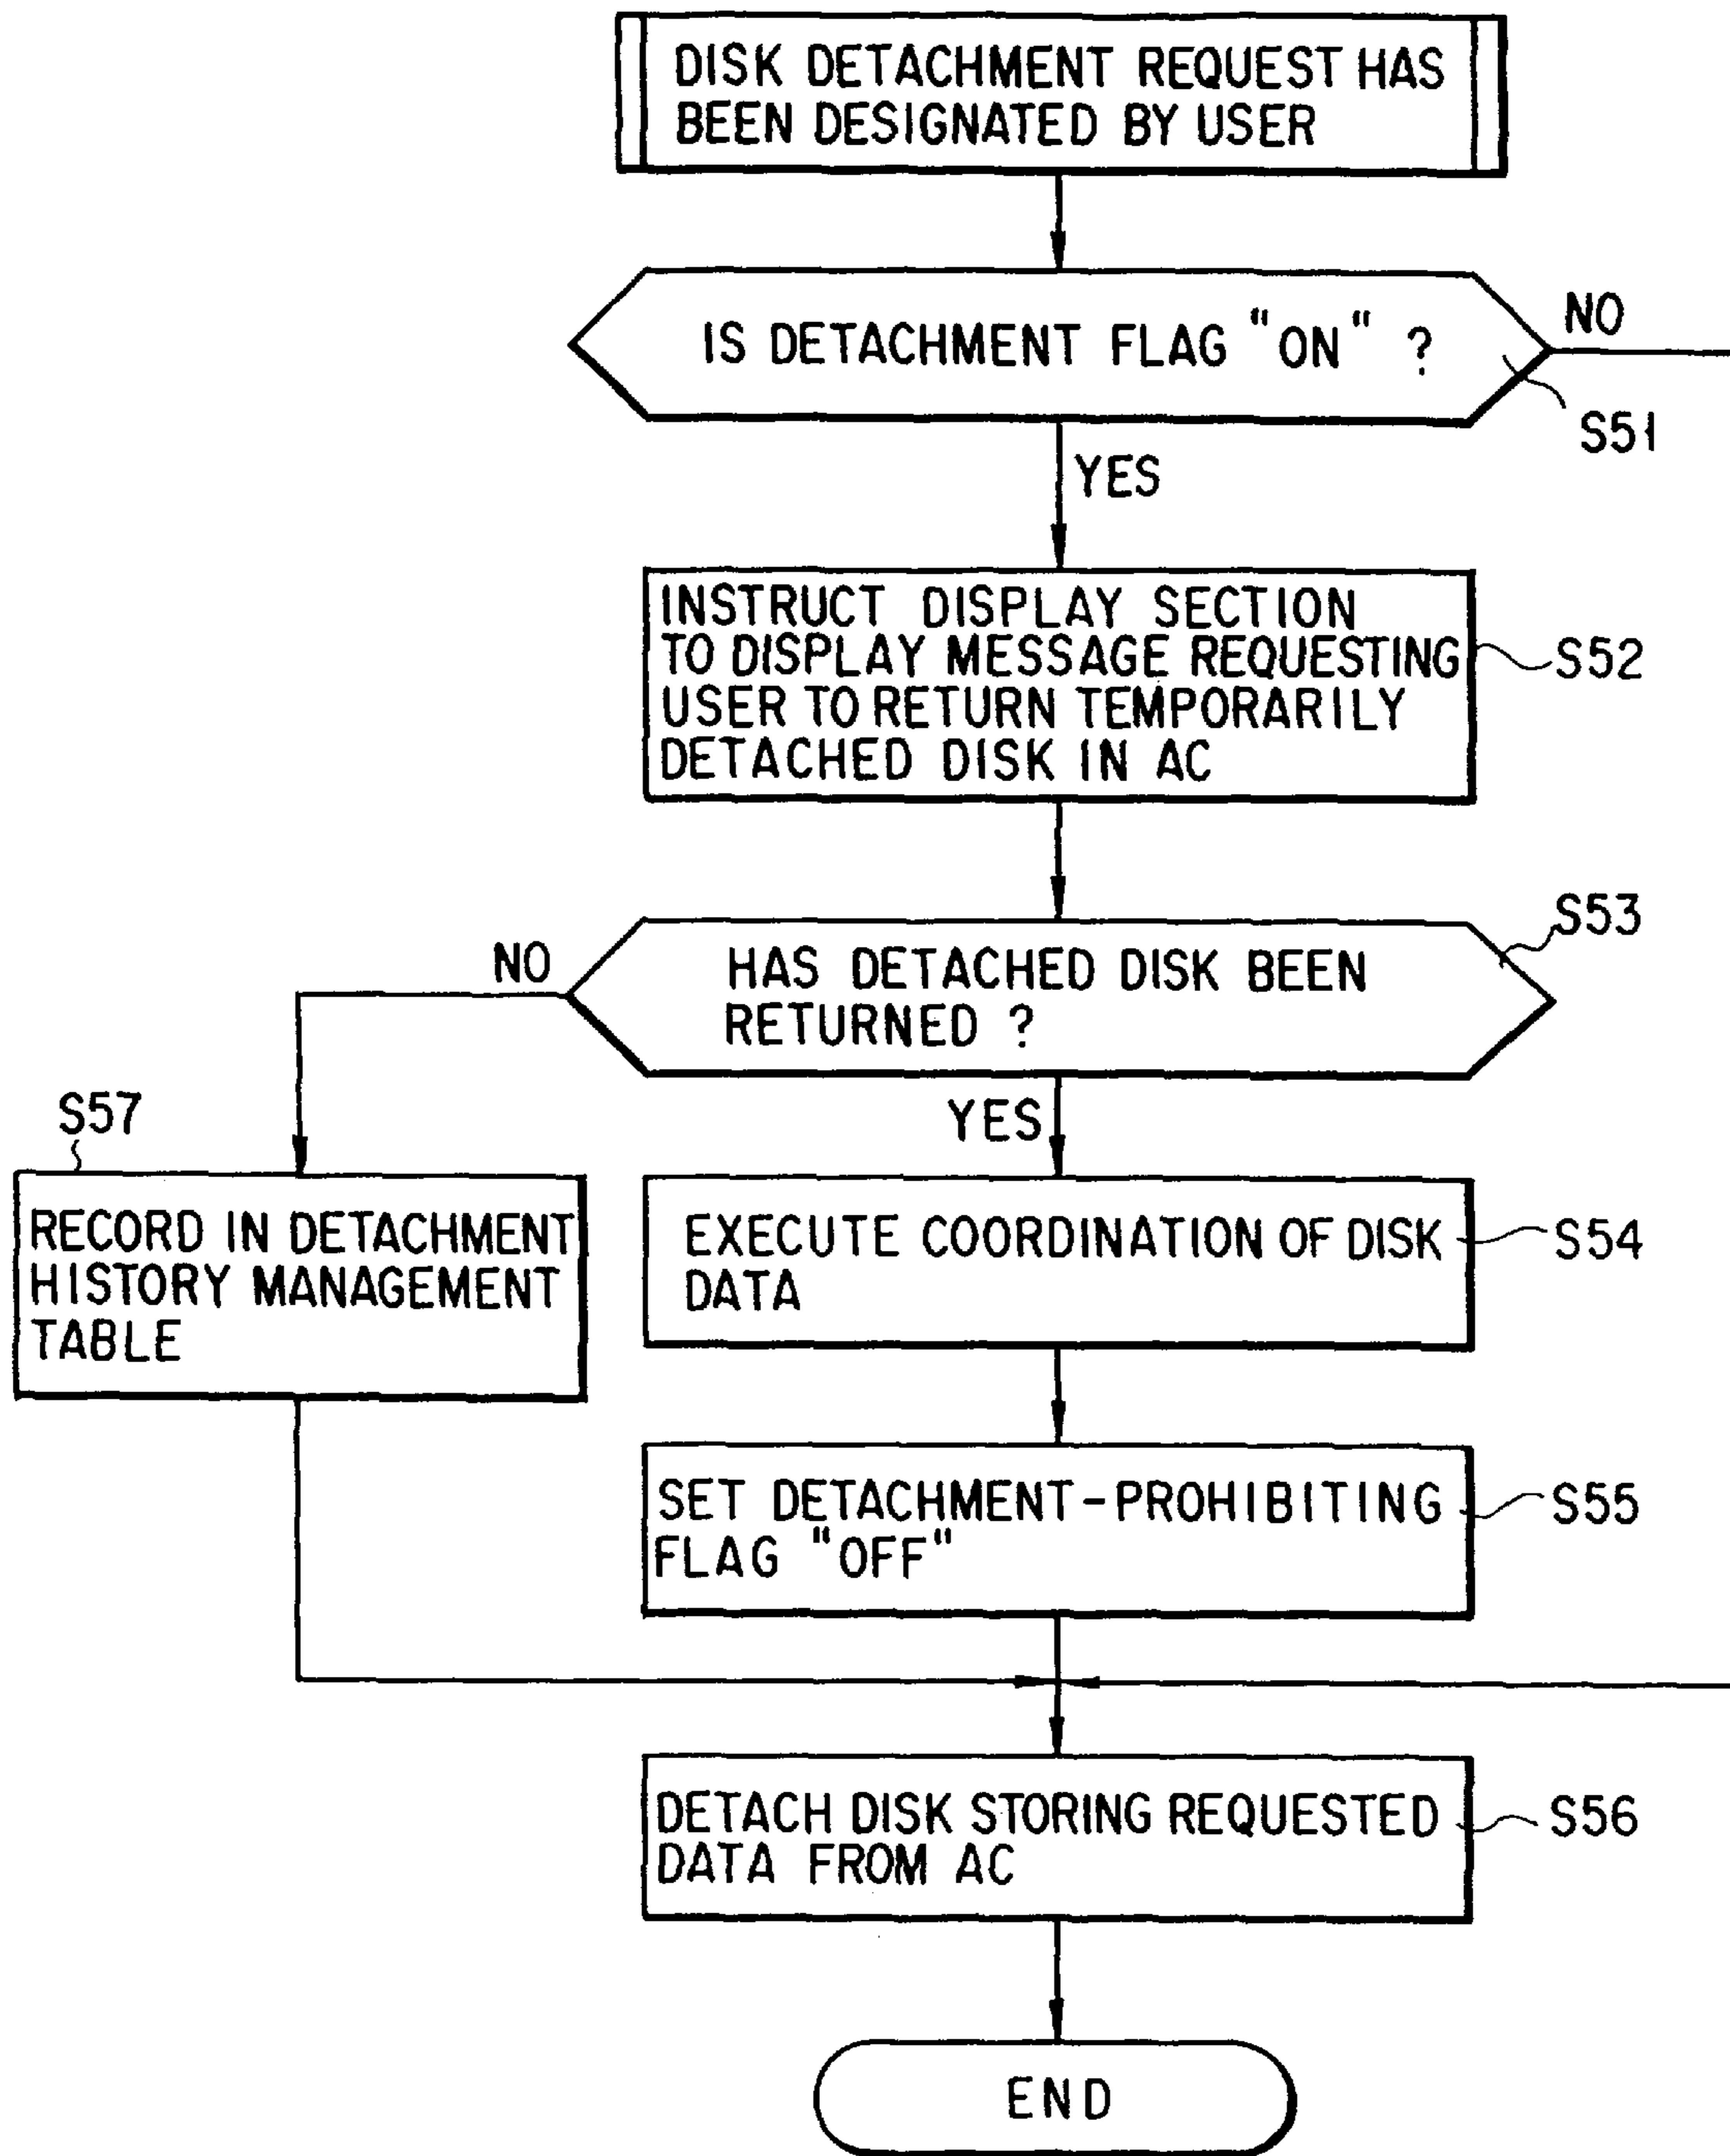 DISK DETACHMENT REQUEST HAS
BEEN DESIGNATED BY USER
IS DETACHMENT FLAG "ON" ?
NO
S51
YES
INSTRUCT DISPLAY SECTION
TO DISPLAY MESSAGE REQUESTING
USER TO RETURN TEMPORARILY
DETACHED DISK IN AC
S52
S53
NO
HAS DETACHED DISK BEEN
RETURNED ?
YES
S57
RECORD IN DETACHMENT
HISTORY MANAGEMENT
TABLE
EXECUTE COORDINATION OF DISK
DATA
S54
SET DETACHMENT-PROHIBITING
FLAG "OFF"
S55
DETACH DISK STORING REQUESTED
DATA FROM AC
S56
END